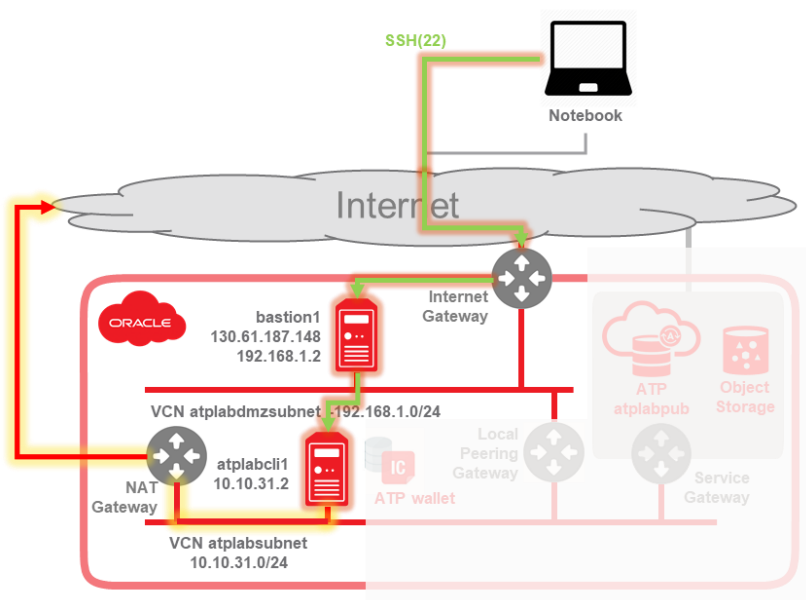 SSH(22)
Notebook
Internet
Internet
Gateway
ORACLE
bastion1
130.61.187.148
192.168.1.2
ATP
atplabpub
Object
Storage
VCN atplabdmzsubnet -192.168.1.0/24
NAT
Gateway
atplabcli1
10.10.31.2
IC
ATP wallet
Local
Peering
Gateway
Service
Gateway
VCN atplabsubnet
10.10.31.0/24